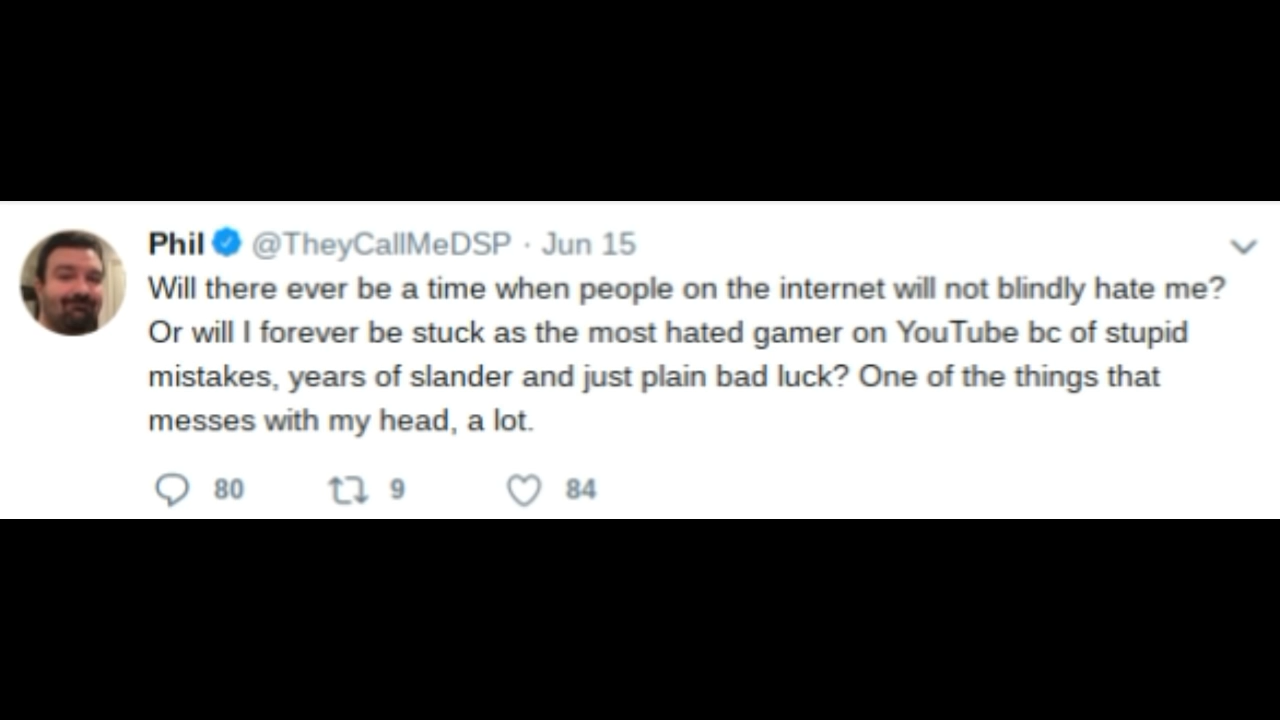 Phil @TheyCallMeDSP · Jun 15
Will there ever be a time when people on the internet will not blindly hate me?
Or will I forever be stuck as the most hated gamer on YouTube bc of stupid
mistakes, years of slander and just plain bad luck? One of the things that
messes with my head, a lot.
80 9 84